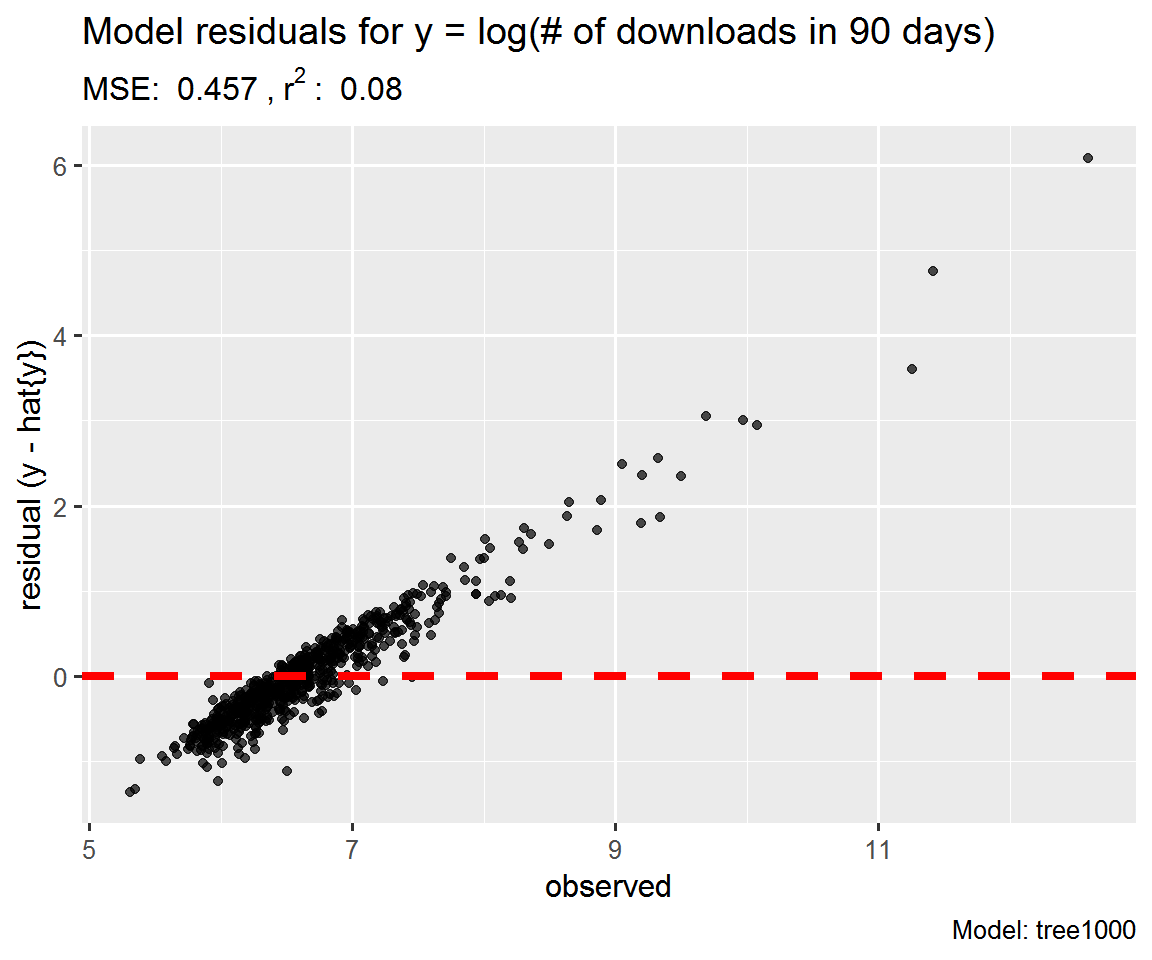 Model residuals for y = log(# of downloads in 90 days)
MSE:  0.457 , r² :  0.08
6
4
2
0
residual (y - hat{y})
5 7 9 11
observed
Model: tree1000